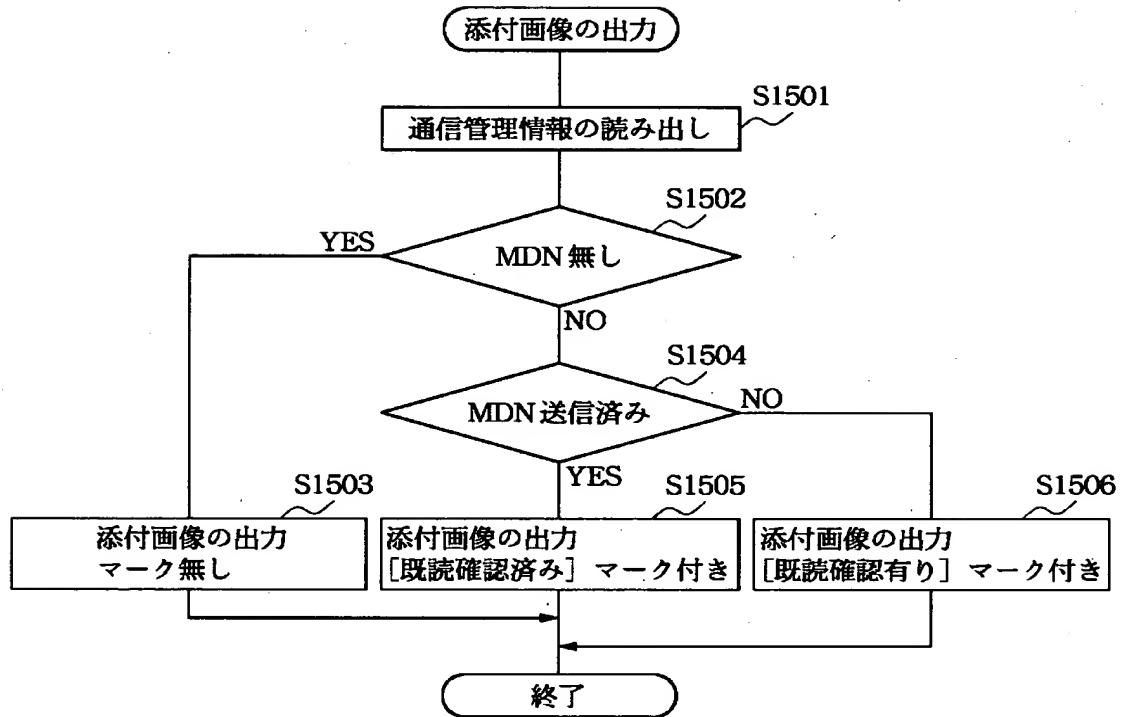 添付画像の出力
S1501
通信管理情報の読み出し
S1502
YES
MDN無し
NO
S1504
MDN送信済み
NO
YES
S1503
S1505
S1506
添付画像の出力
マーク無し
添付画像の出力
[既読確認済み] マーク付き
添付画像の出力
[既読確認有り] マーク付き
終了